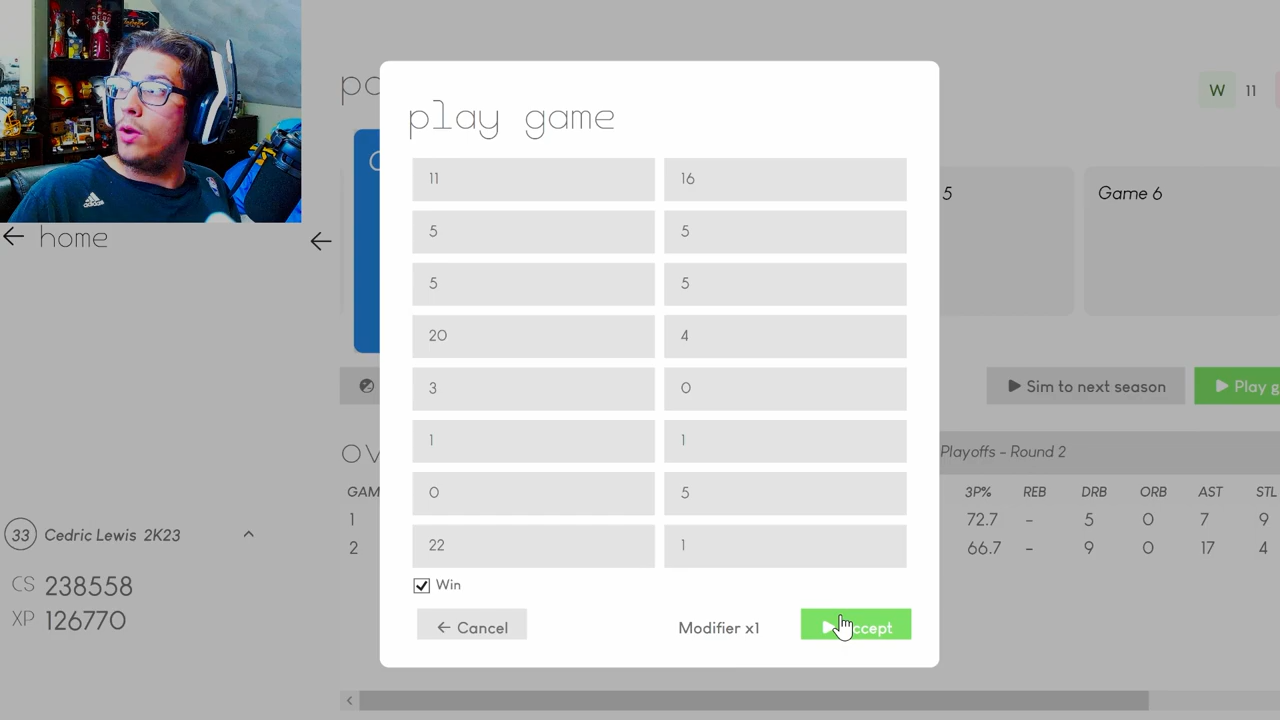 play game
11 16
5 5
5 5
20 4
3 0
1 1
0 5
22 1
Win
← Cancel
Modifier x1
W 11
5
Game 6
← home
←
Sim to next season
Play g
Playoffs - Round 2
OV
GAM 3P% REB DRB ORB AST STL
1 72.7 - 5 0 7 9
2 66.7 - 9 0 17 4
33 Cedric Lewis 2K23
CS 238558
XP 126770